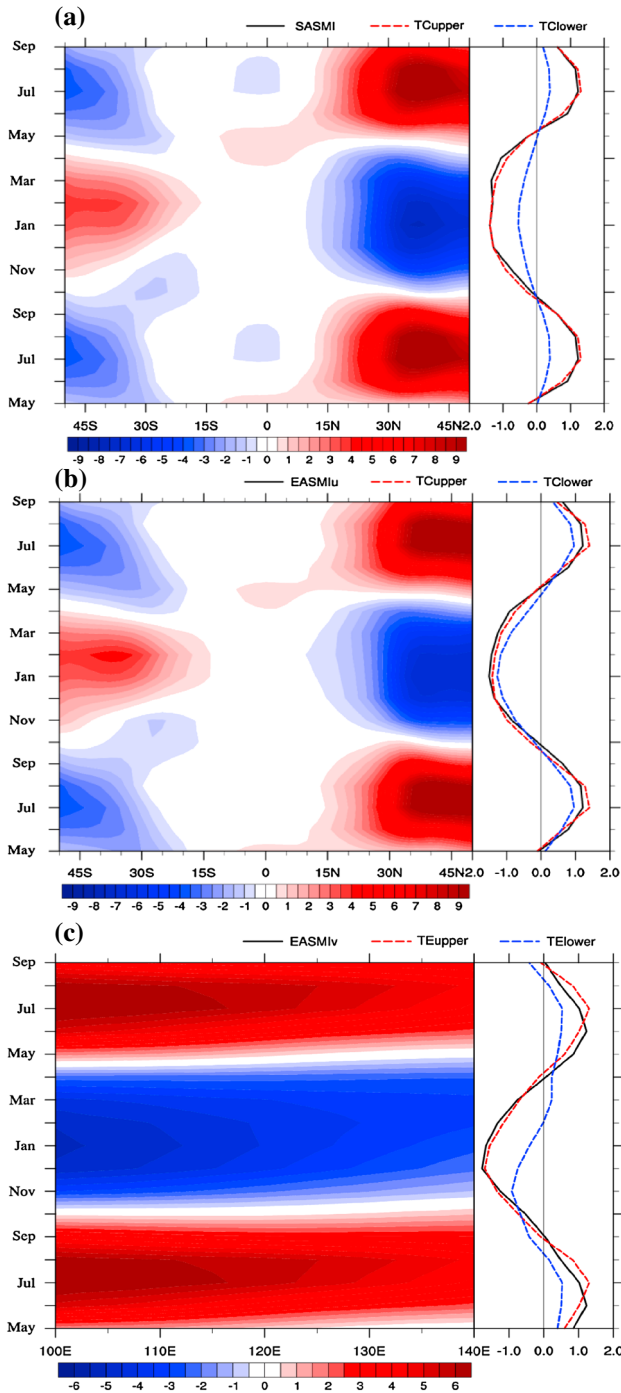 (a)
SASMI TCupper TClower
Sep
Jul
May
Mar
Jan
Nov
Sep
Jul
May
45S 30S 15S 0 15N 30N 45N 2.0 -1.0 0.0 1.0 2.0
-9 -8 -7 -6 -5 -4 -3 -2 -1 0 1 2 3 4 5 6 7 8 9
(b)
EASMIu TCupper TClower
Sep
Jul
May
Mar
Jan
Nov
Sep
Jul
May
45S 30S 15S 0 15N 30N 45N 2.0 -1.0 0.0 1.0 2.0
-9 -8 -7 -6 -5 -4 -3 -2 -1 0 1 2 3 4 5 6 7 8 9
(c)
EASMIv TEupper TElower
Sep
Jul
May
Mar
Jan
Nov
Sep
Jul
May
100E 110E 120E 130E 140E -1.0 0.0 1.0 2.0
-6 -5 -4 -3 -2 -1 0 1 2 3 4 5 6